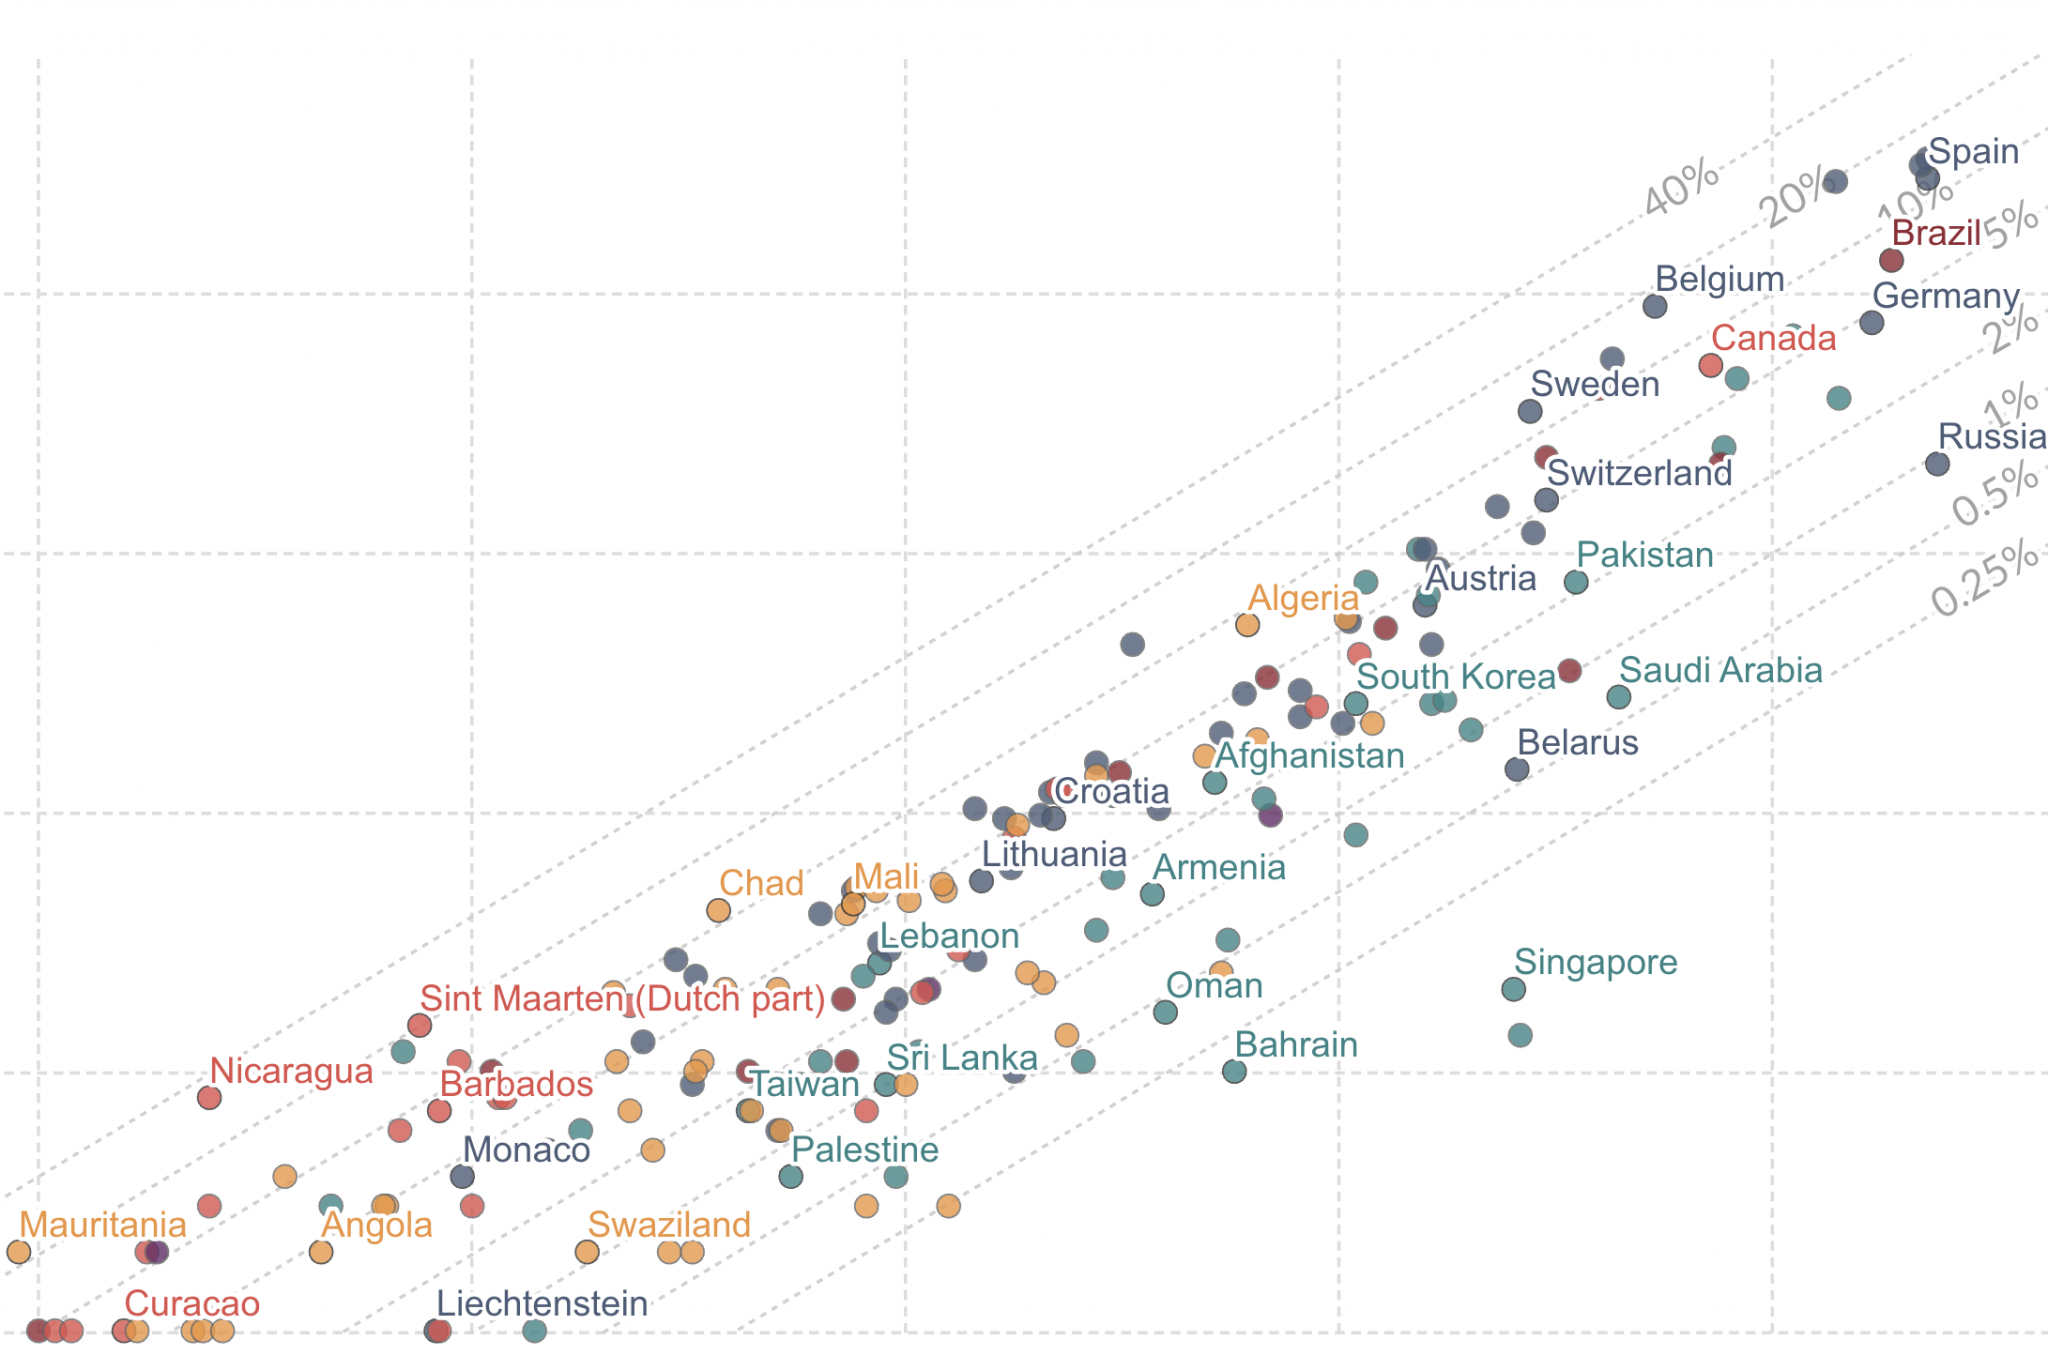 Spain
40%
20%
10%
5%
Brazil
Belgium
Germany
Canada
2%
Sweden
1%
Russia
Switzerland
0.5%
Pakistan
Austria
0.25%
Algeria
South Korea
Saudi Arabia
Belarus
Afghanistan
Croatia
Lithuania
Armenia
Chad
Mali
Lebanon
Singapore
Sint Maarten (Dutch part)
Oman
Nicaragua
Barbados
Taiwan
Sri Lanka
Bahrain
Monaco
Palestine
Mauritania
Angola
Swaziland
Curacao
Liechtenstein